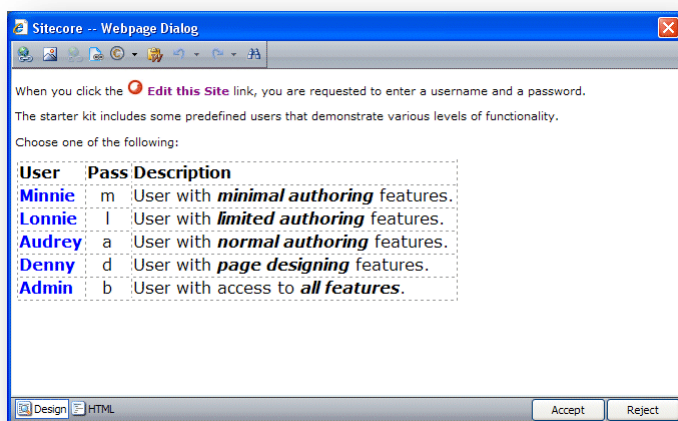 Sitecore -- Webpage Dialog
When you click the Edit this Site link, you are requested to enter a username and a password.
The starter kit includes some predefined users that demonstrate various levels of functionality.
Choose one of the following:
User Pass Description
Minnie m User with minimal authoring features.
Lonnie l User with limited authoring features.
Audrey a User with normal authoring features.
Denny d User with page designing features.
Admin b User with access to all features.
Design HTML Accept Reject